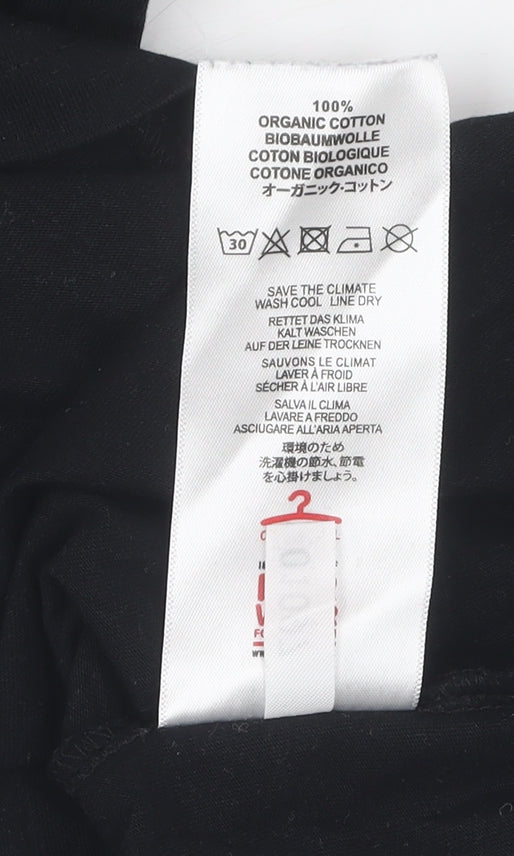 100%
ORGANIC COTTON
BIOBAUMWOLLE
COTON BIOLOGIQUE
COTONE ORGANICO
オーガニック・コットン
30
SAVE THE CLIMATE
WASH COOL LINE DRY
RETTET DAS KLIMA
KALT WASCHEN
AUF DER LEINE TROCKNEN
SAUVONS LE CLIMAT
LAVER À FROID
SÉCHER À L'AIR LIBRE
SALVA IL CLIMA
LAVARE A FREDDO
ASCIUGARE ALL'ARIA APERTA
環境のため
洗濯機の節水、節電
を心掛けましょう。